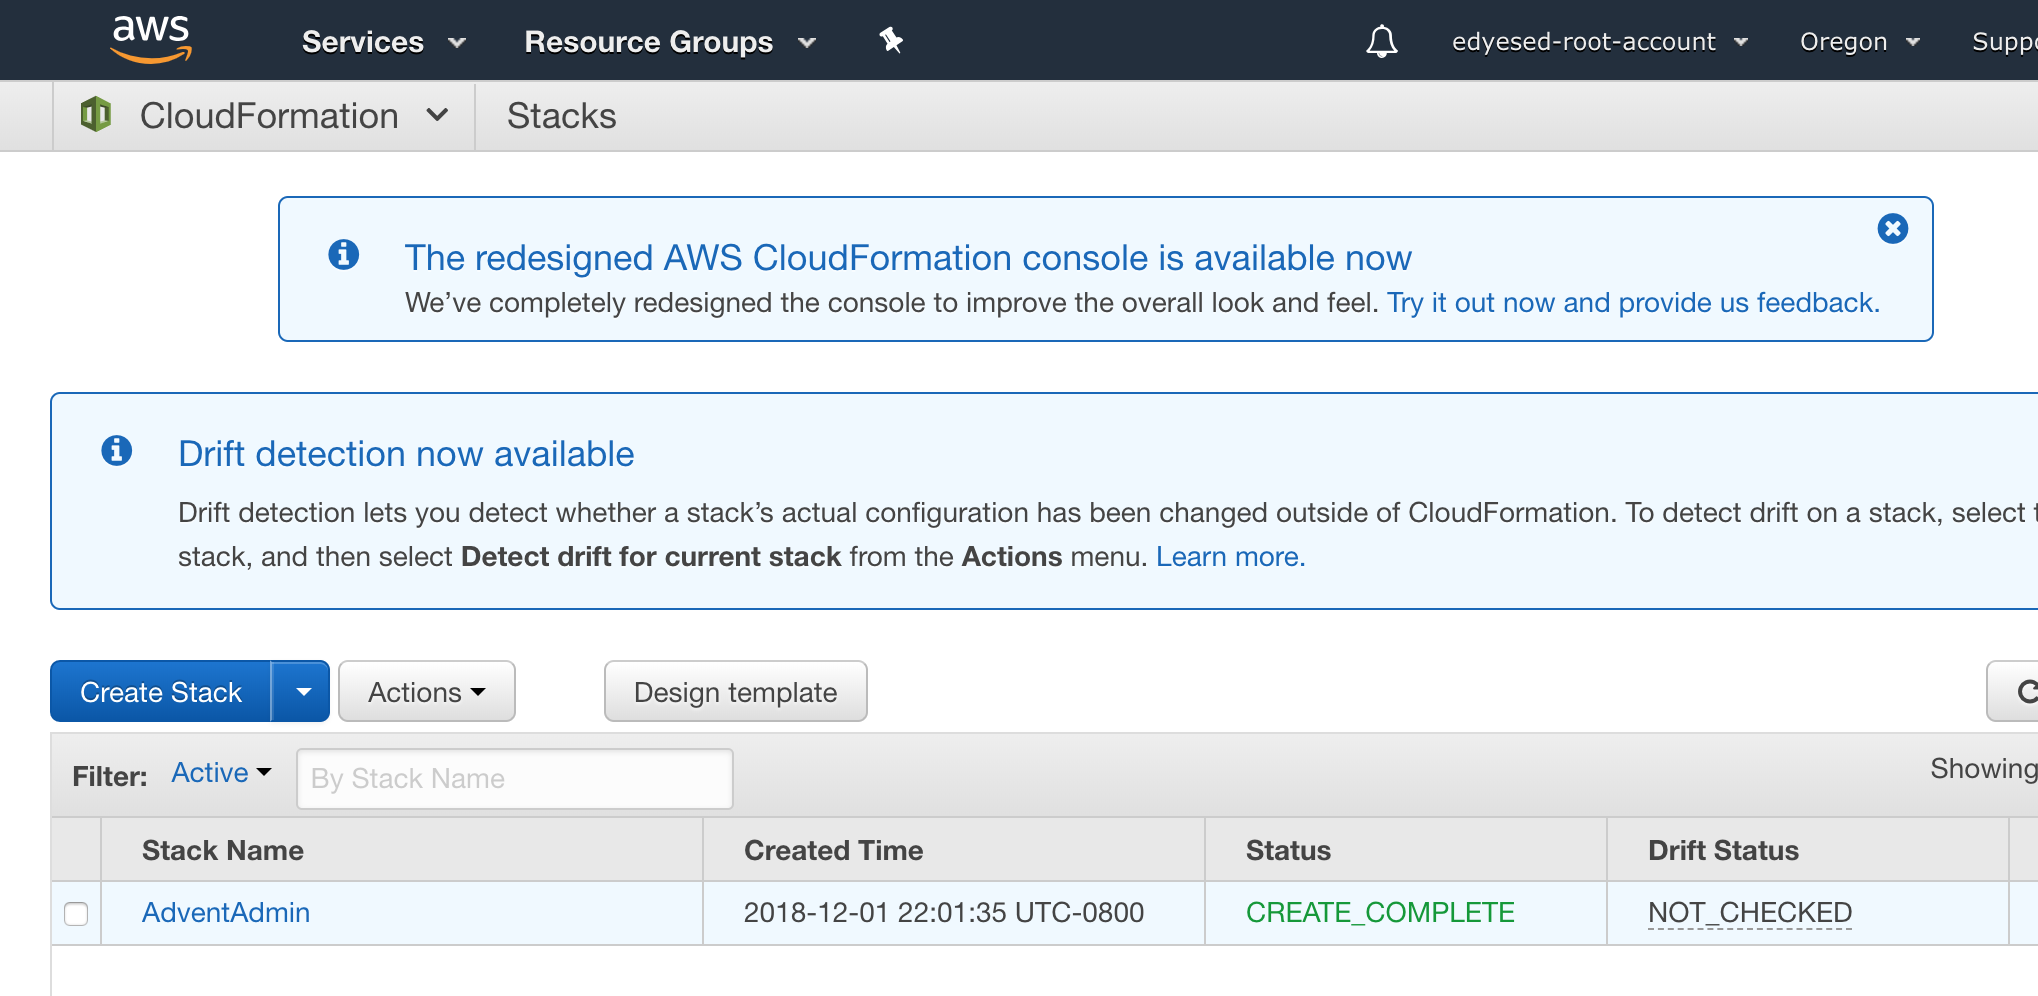 aws Services Resource Groups edyesed-root-account Oregon
CloudFormation Stacks
The redesigned AWS CloudFormation console is available now
We've completely redesigned the console to improve the overall look and feel. Try it out now and provide us feedback.
Drift detection now available
Drift detection lets you detect whether a stack's actual configuration has been changed outside of CloudFormation. To detect drift on a stack, select
stack, and then select Detect drift for current stack from the Actions menu. Learn more.
Create Stack Actions Design template
Filter: Active By Stack Name Showing
Stack Name Created Time Status Drift Status
AdventAdmin 2018-12-01 22:01:35 UTC-0800 CREATE_COMPLETE NOT_CHECKED